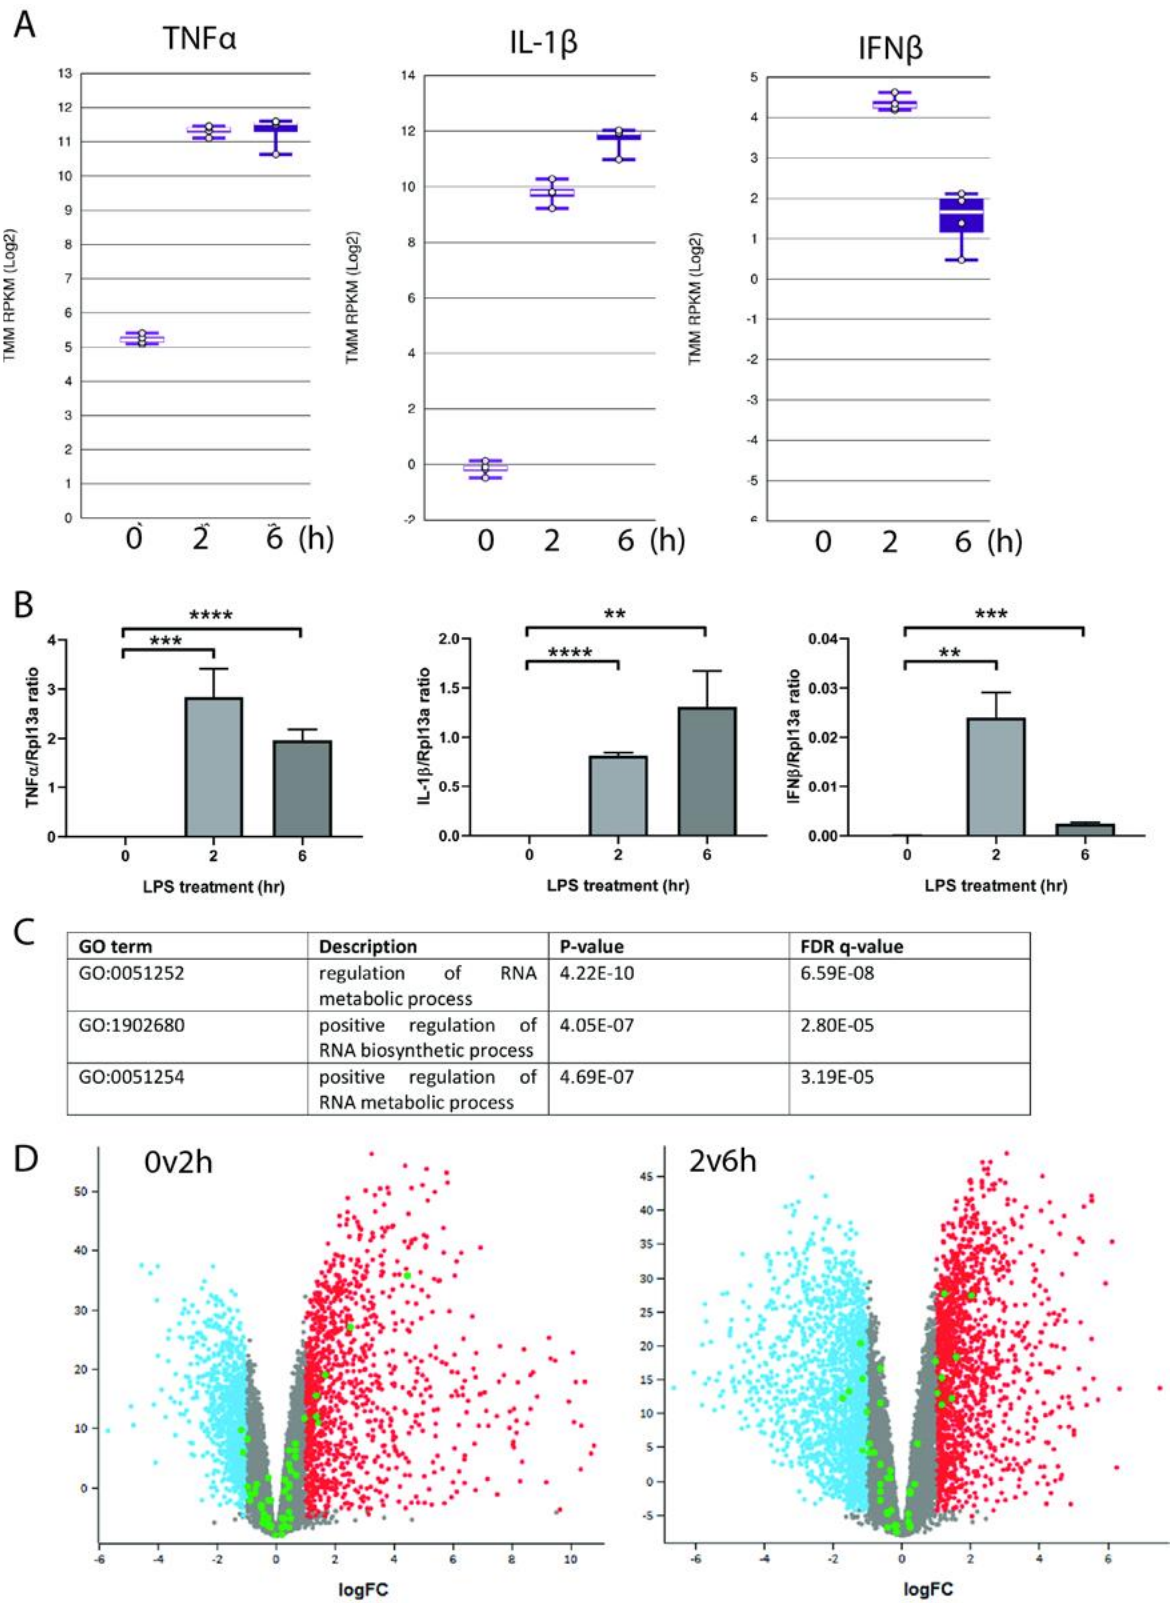 A
TNFα
IL-1β
IFNβ
TMM RPKM (Log2)
13
12
11
10
9
8
7
6
5
4
3
2
1
0
0 2 6 (h)
TMM RPKM (Log2)
14
12
10
8
6
4
2
0
-2
0 2 6 (h)
TMM RPKM (Log2)
5
4
3
2
1
0
-1
-2
-3
-4
-5
0 2 6 (h)
B
TNFα/Rpl13a ratio
4
3
2
1
0
****
***
0 2 6
LPS treatment (hr)
IL-1β/Rpl13a ratio
2.0
1.5
1.0
0.5
0.0
**
****
0 2 6
LPS treatment (hr)
IFNβ/Rpl13a ratio
0.04
0.03
0.02
0.01
0.00
***
**
0 2 6
LPS treatment (hr)
C
GO term Description P-value FDR q-value
GO:0051252 regulation of RNA 4.22E-10 6.59E-08
metabolic process
GO:1902680 positive regulation of 4.05E-07 2.80E-05
RNA biosynthetic process
GO:0051254 positive regulation of 4.69E-07 3.19E-05
RNA metabolic process
D
0v2h
50
40
30
20
10
0
-6 -4 -2 0 2 4 6 8 10
logFC
2v6h
45
40
35
30
25
20
15
10
5
0
-5
-6 -4 -2 0 2 4 6
logFC